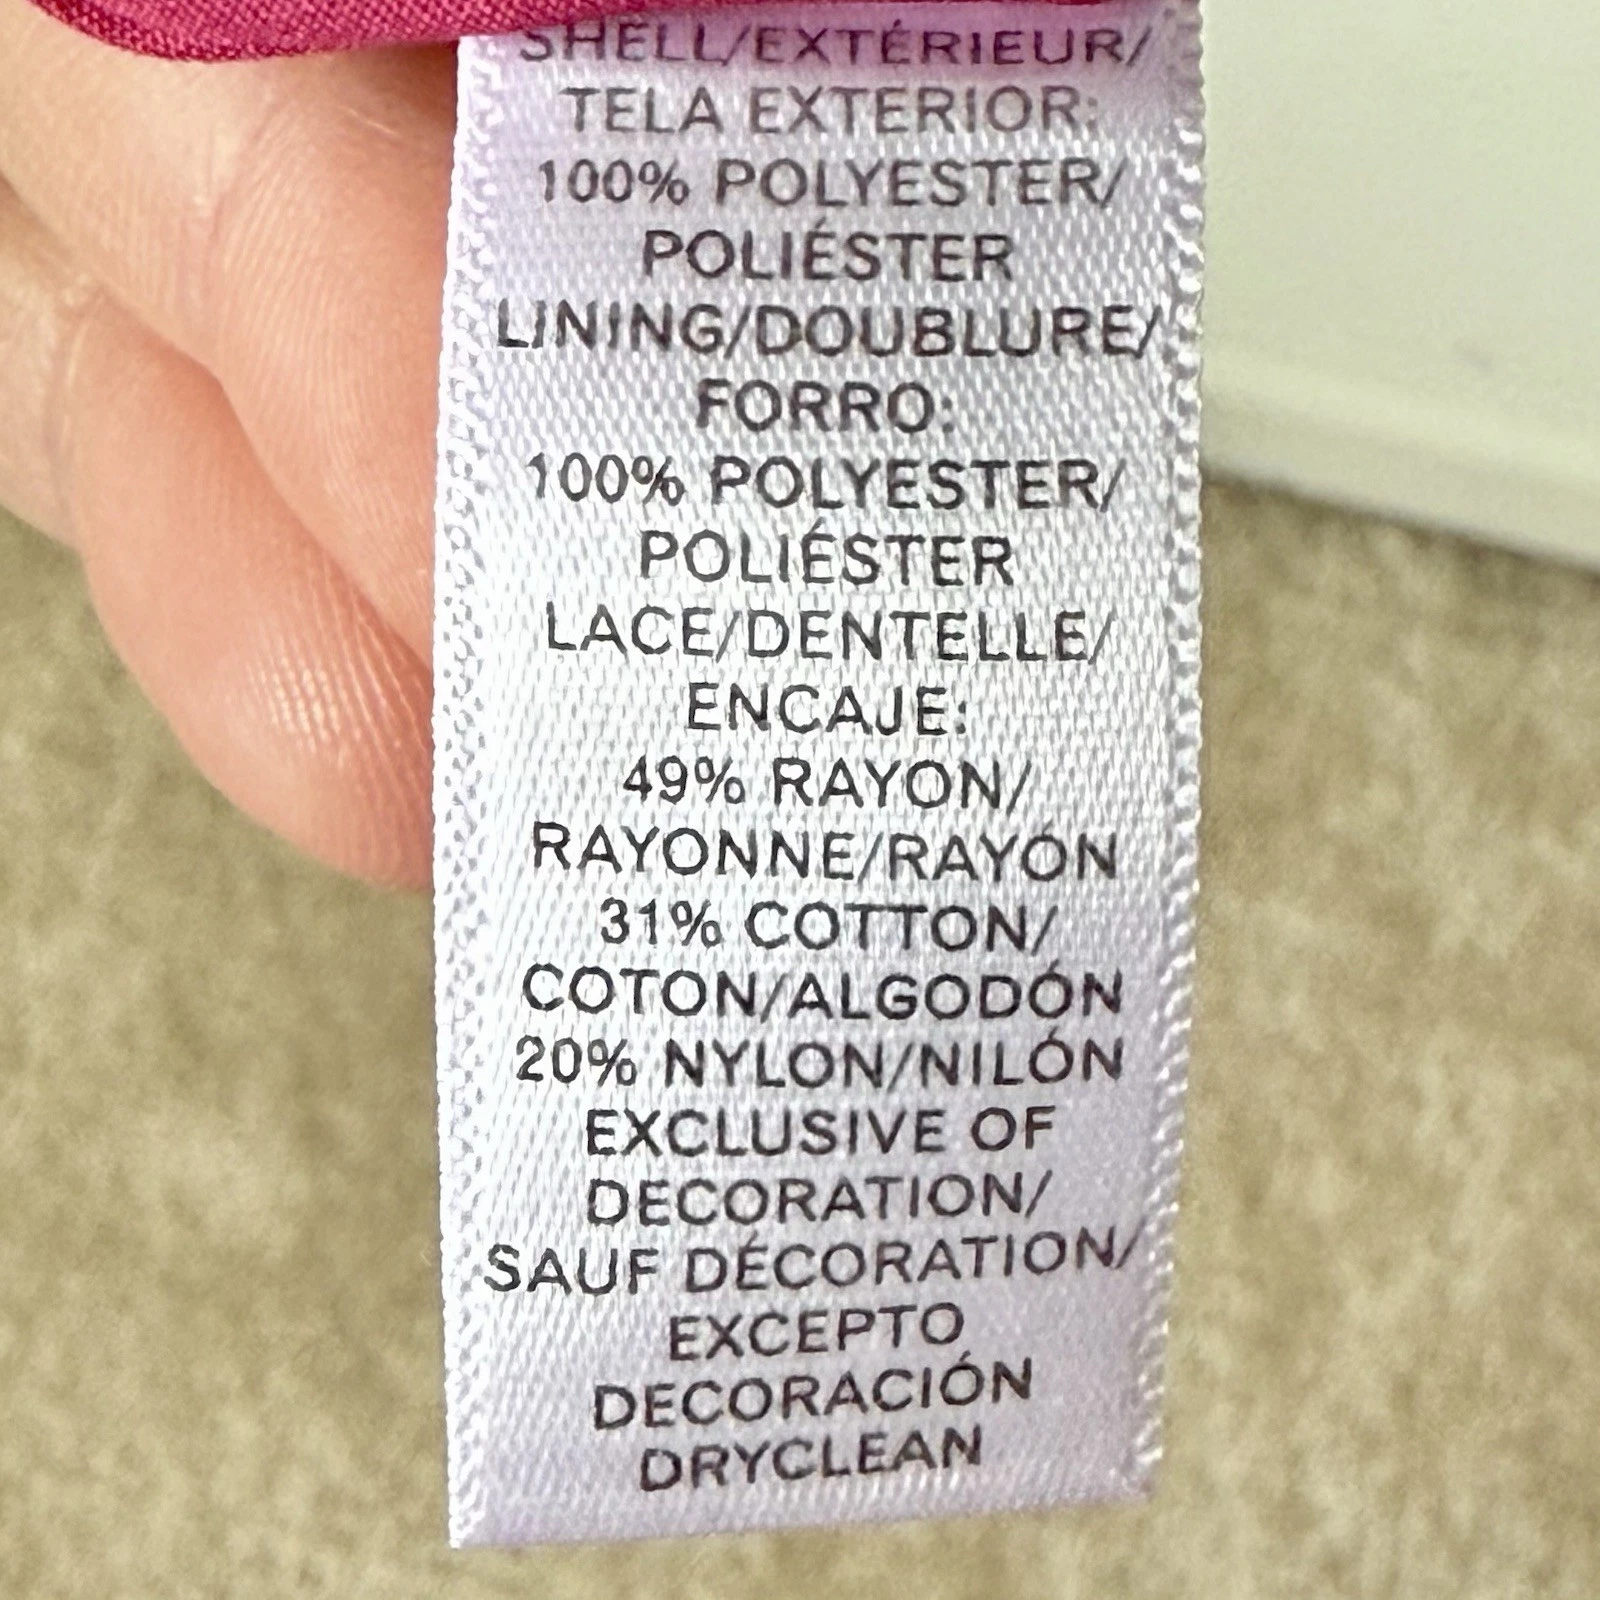 SHELL/EXTÉRIEUR/
TELA EXTERIOR:
100% POLYESTER/
POLIÉSTER
LINING/DOUBLURE/
FORRO:
100% POLYESTER/
POLIÉSTER
LACE/DENTELLE/
ENCAJE:
49% RAYON/
RAYONNE/RAYÓN
31% COTTON/
COTON/ALGODÓN
20% NYLON/NILÓN
EXCLUSIVE OF
DECORATION/
SAUF DÉCORATION/
EXCEPTO
DECORACIÓN
DRYCLEAN